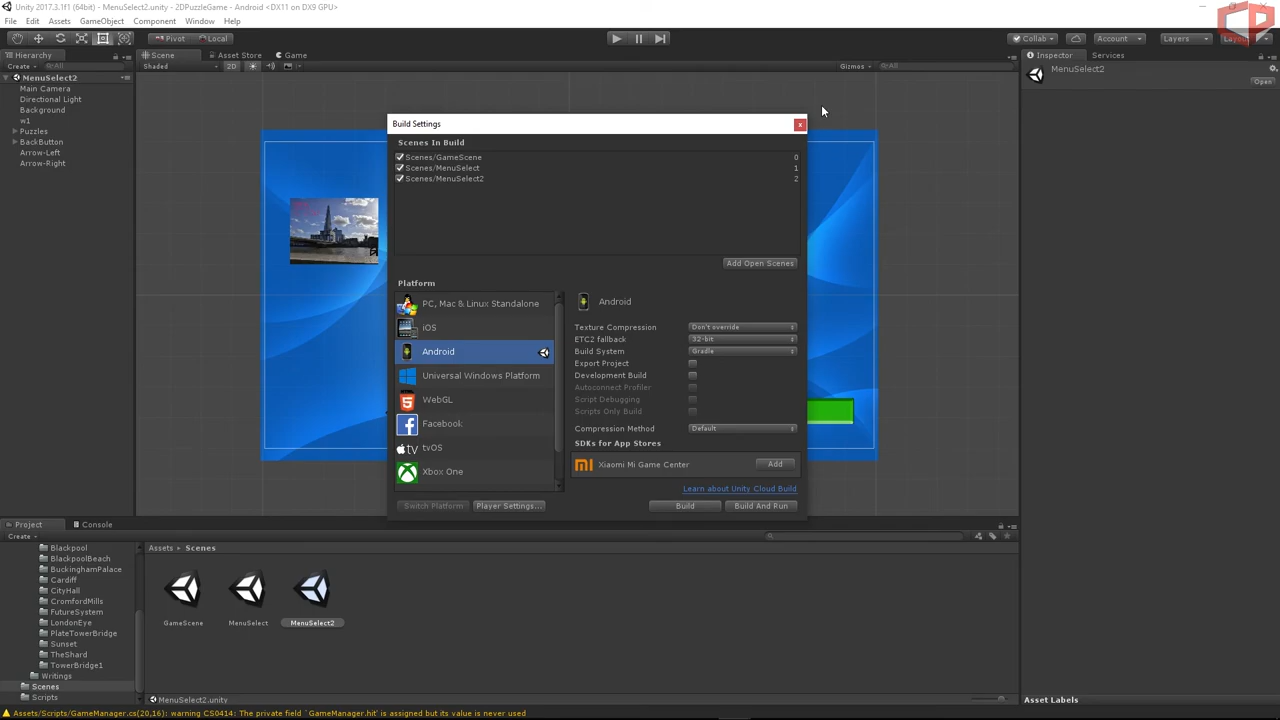 Unity 2017.3.1f1 (64bit) - MenuSelect2.unity - 2DPuzzleGame - Android <DX11 on DX9 GPU>
File Edit Assets GameObject Component Window Help
Pivot Local Collab Account Layers
Hierarchy Scene Asset Store Game Inspector Services
Create All Shaded 2D Gizmos All
MenuSelect2
Main Camera
Directional Light
Background
w1
Puzzles
BackButton
Arrow-Left
Arrow-Right
MenuSelect2
Open
Build Settings
Scenes In Build
Scenes/GameScene 0
Scenes/MenuSelect 1
Scenes/MenuSelect2 2
Add Open Scenes
Platform
PC, Mac & Linux Standalone
iOS
Android
Universal Windows Platform
WebGL
Facebook
tvOS
Xbox One
Android
Texture Compression Don't override
ETC2 fallback 32-bit
Build System Gradle
Export Project
Development Build
Autoconnect Profiler
Script Debugging
Scripts Only Build
Compression Method Default
SDKs for App Stores
Xiaomi Mi Game Center Add
Learn about Unity Cloud Build
Switch Platform Player Settings... Build Build And Run
Project Console
Create
Blackpool
BlackpoolBeach
BuckinghamPalace
Cardiff
CityHall
CromfordMills
FutureSystem
LondonEye
PlateTowerBridge
Sunset
TheShard
TowerBridge1
Writings
Scenes
Scripts
Assets Scenes
GameScene MenuSelect MenuSelect2
MenuSelect2.unity
Asset Labels
Assets/Scripts/GameManager.cs(20,16): warning CS0414: The private field `GameManager.hit' is assigned but its value is never used